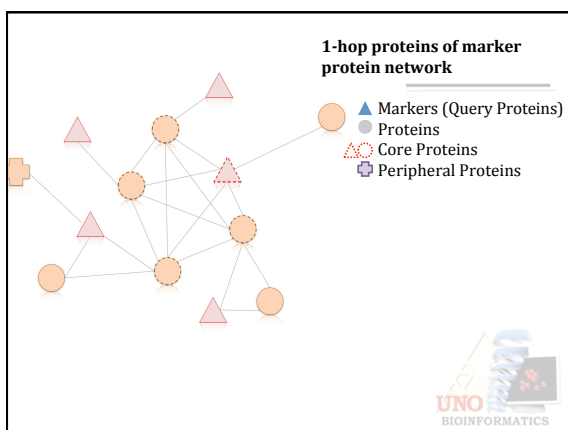 1-hop proteins of marker
protein network
Markers (Query Proteins)
Proteins
Core Proteins
Peripheral Proteins
UNO
BIOINFORMATICS